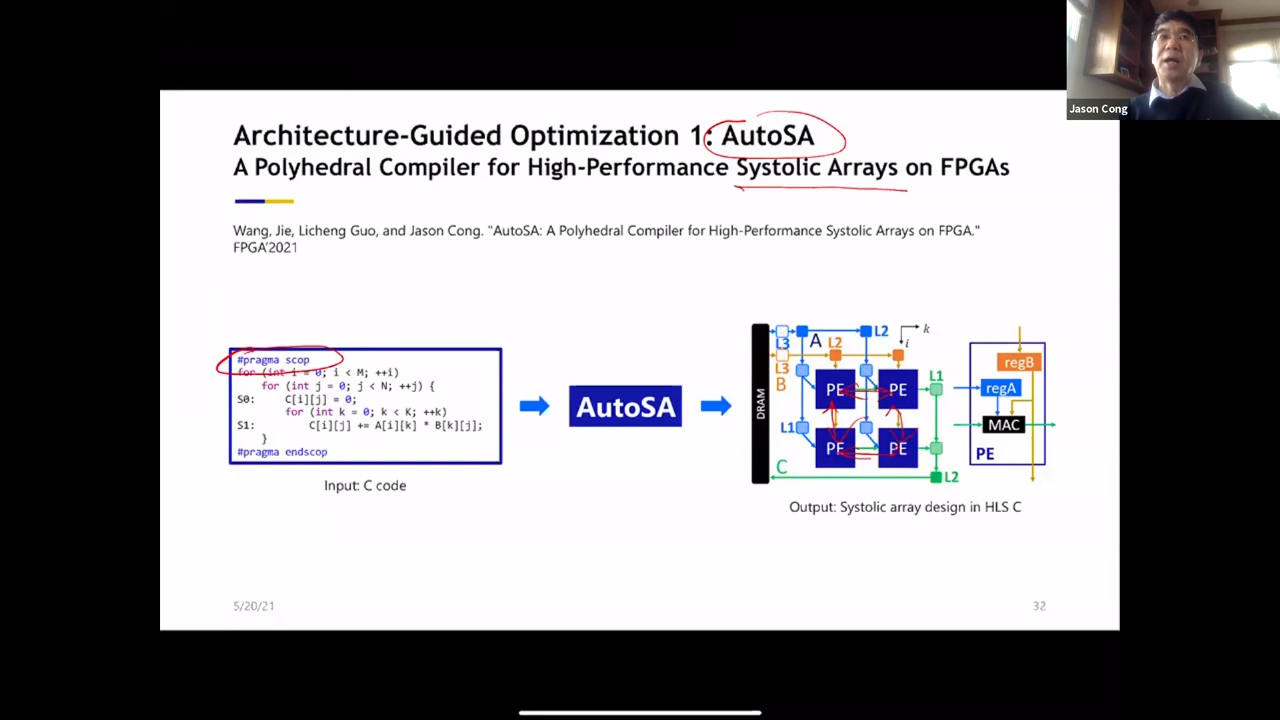 Jason Cong
Architecture-Guided Optimization 1: AutoSA
A Polyhedral Compiler for High-Performance Systolic Arrays on FPGAs
Wang, Jie, Licheng Guo, and Jason Cong. "AutoSA: A Polyhedral Compiler for High-Performance Systolic Arrays on FPGA."
FPGA'2021
#pragma scop
for (int i = 0; i < M; ++i)
for (int j = 0; j < N; ++j) {
S0: C[i][j] = 0;
for (int k = 0; k < K; ++k)
S1: C[i][j] += A[i][k] * B[k][j];
}
#pragma endscop
Input: C code
AutoSA
DRAM
L3
A
L2
L2
k
i
L3
B
PE
PE
L1
L1
PE
PE
C
L2
regB
regA
MAC
PE
Output: Systolic array design in HLS C
5/20/21
32